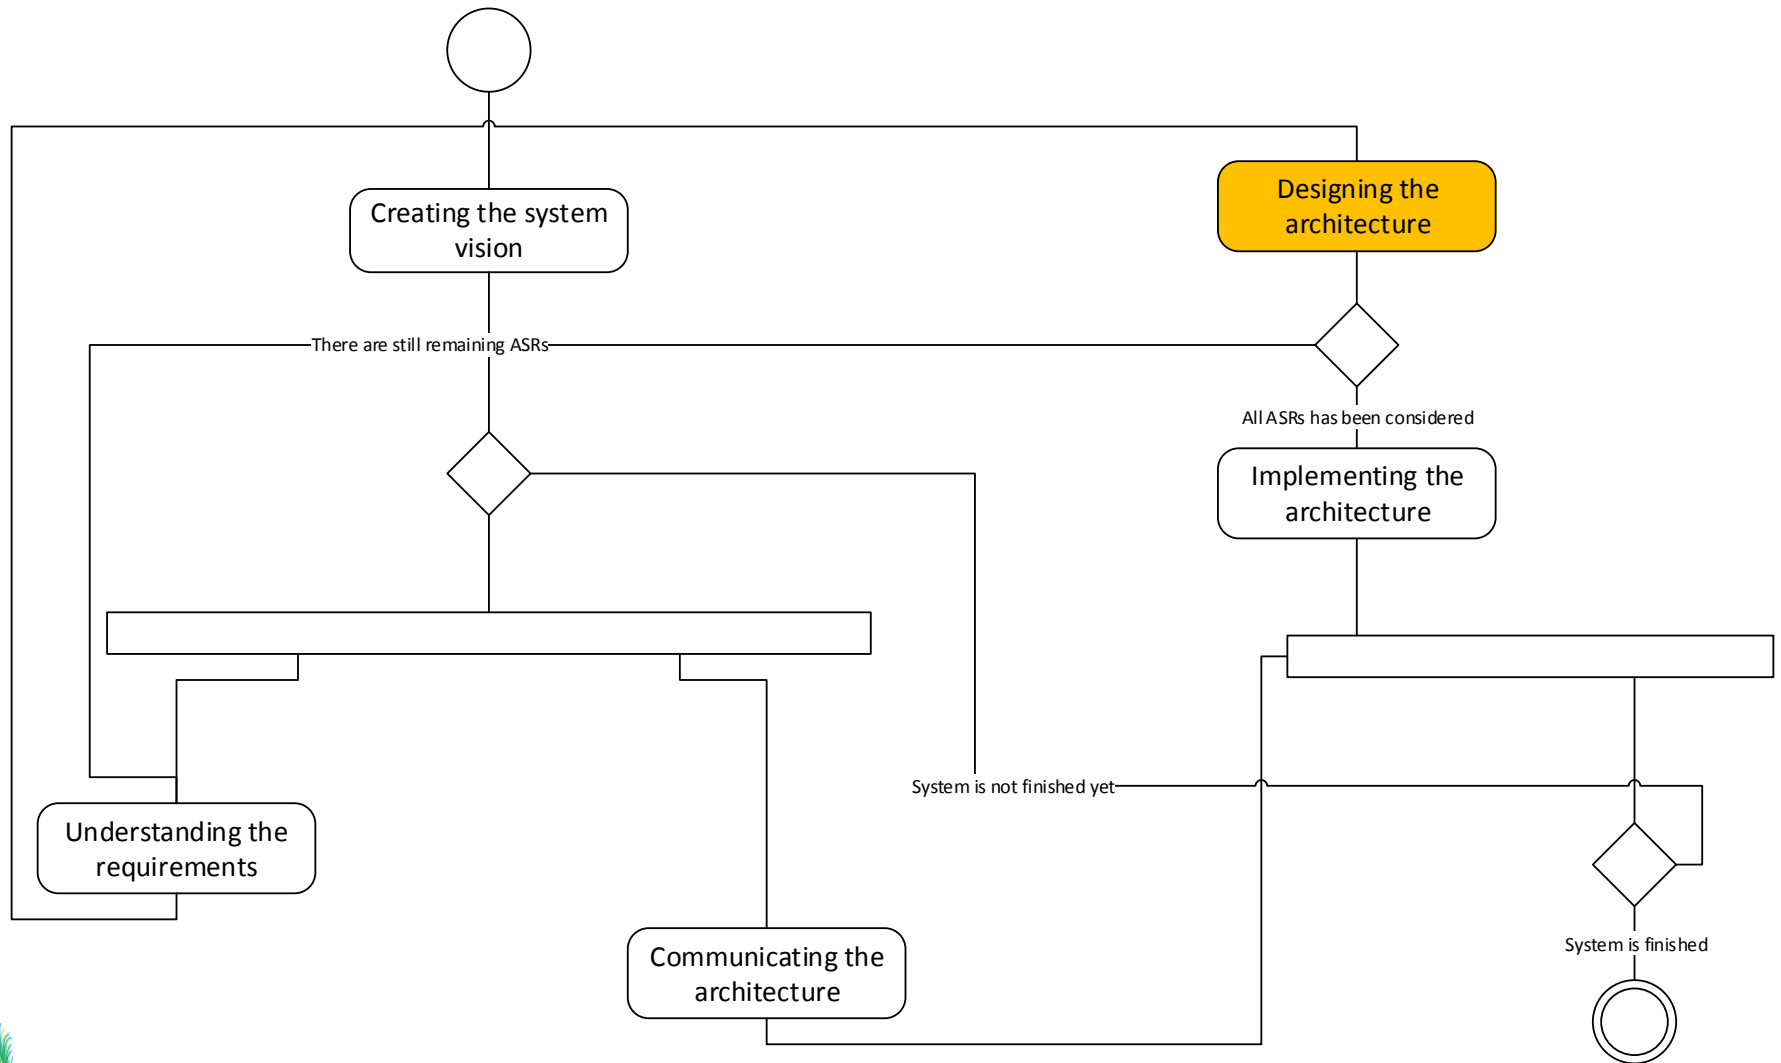 Designing the
architecture
Creating the system
vision
There are still remaining ASRs
All ASRs has been considered
Implementing the
architecture
System is not finished yet
Understanding the
requirements
Communicating the
architecture
System is finished